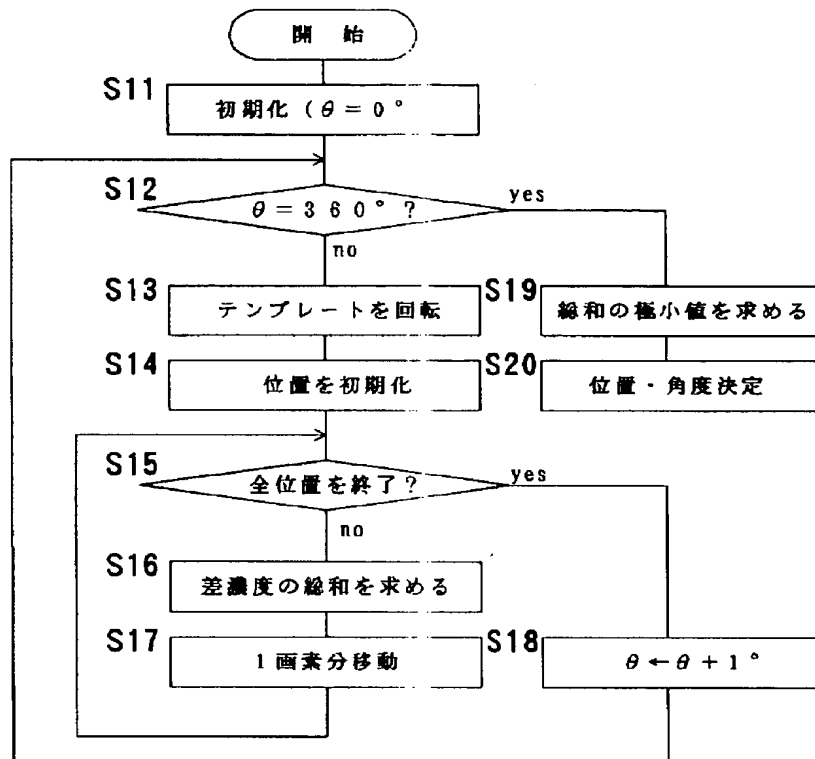 開 始
S11
初期化 (θ=0°
S12
θ=360°?
yes
no
S13
テンプレートを回転
S19
総和の極小値を求める
S14
位置を初期化
S20
位置・角度決定
S15
全位置を終了?
yes
no
S16
差濃度の総和を求める
S17
1画素分移動
S18
θ←θ+1°